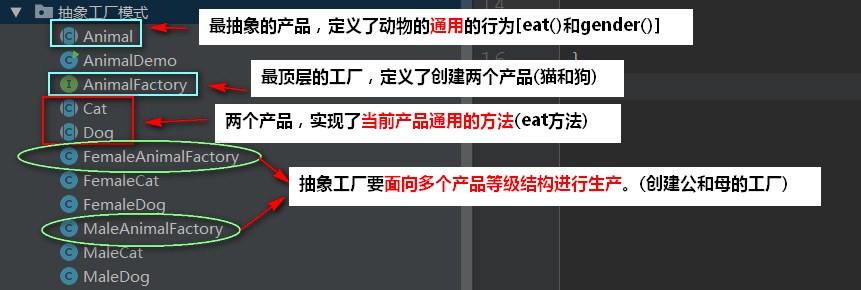 抽象工厂模式
Animal
AnimalDemo
AnimalFactory
Cat
Dog
FemaleAnimalFactory
FemaleCat
FemaleDog
MaleAnimalFactory
MaleCat
MaleDog
最抽象的产品，定义了动物的通用的行为[eat()和gender()]
最顶层的工厂，定义了创建两个产品(猫和狗)
两个产品，实现了当前产品通用的方法(eat方法)
抽象工厂要面向多个产品等级结构进行生产。(创建公和母的工厂)
14
16
}